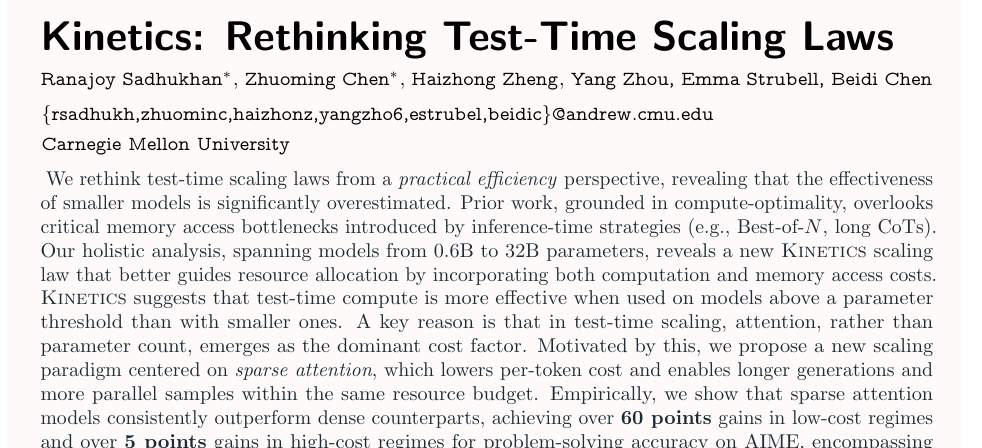 Kinetics: Rethinking Test-Time Scaling Laws
Ranajoy Sadhukhan*, Zhuoming Chen*, Haizhong Zheng, Yang Zhou, Emma Strubell, Beidi Chen
{rsadhukh,zhuominc,haizhonz,yangzho6,estrubel,beidic}@andrew.cmu.edu
Carnegie Mellon University
We rethink test-time scaling laws from a practical efficiency perspective, revealing that the effectiveness
of smaller models is significantly overestimated. Prior work, grounded in compute-optimality, overlooks
critical memory access bottlenecks introduced by inference-time strategies (e.g., Best-of-N, long CoTs).
Our holistic analysis, spanning models from 0.6B to 32B parameters, reveals a new KINETICS scaling
law that better guides resource allocation by incorporating both computation and memory access costs.
KINETICS suggests that test-time compute is more effective when used on models above a parameter
threshold than with smaller ones. A key reason is that in test-time scaling, attention, rather than
parameter count, emerges as the dominant cost factor. Motivated by this, we propose a new scaling
paradigm centered on sparse attention, which lowers per-token cost and enables longer generations and
more parallel samples within the same resource budget. Empirically, we show that sparse attention
models consistently outperform dense counterparts, achieving over 60 points gains in low-cost regimes
and over 5 points gains in high-cost regimes for problem-solving accuracy on AIME, encompassing